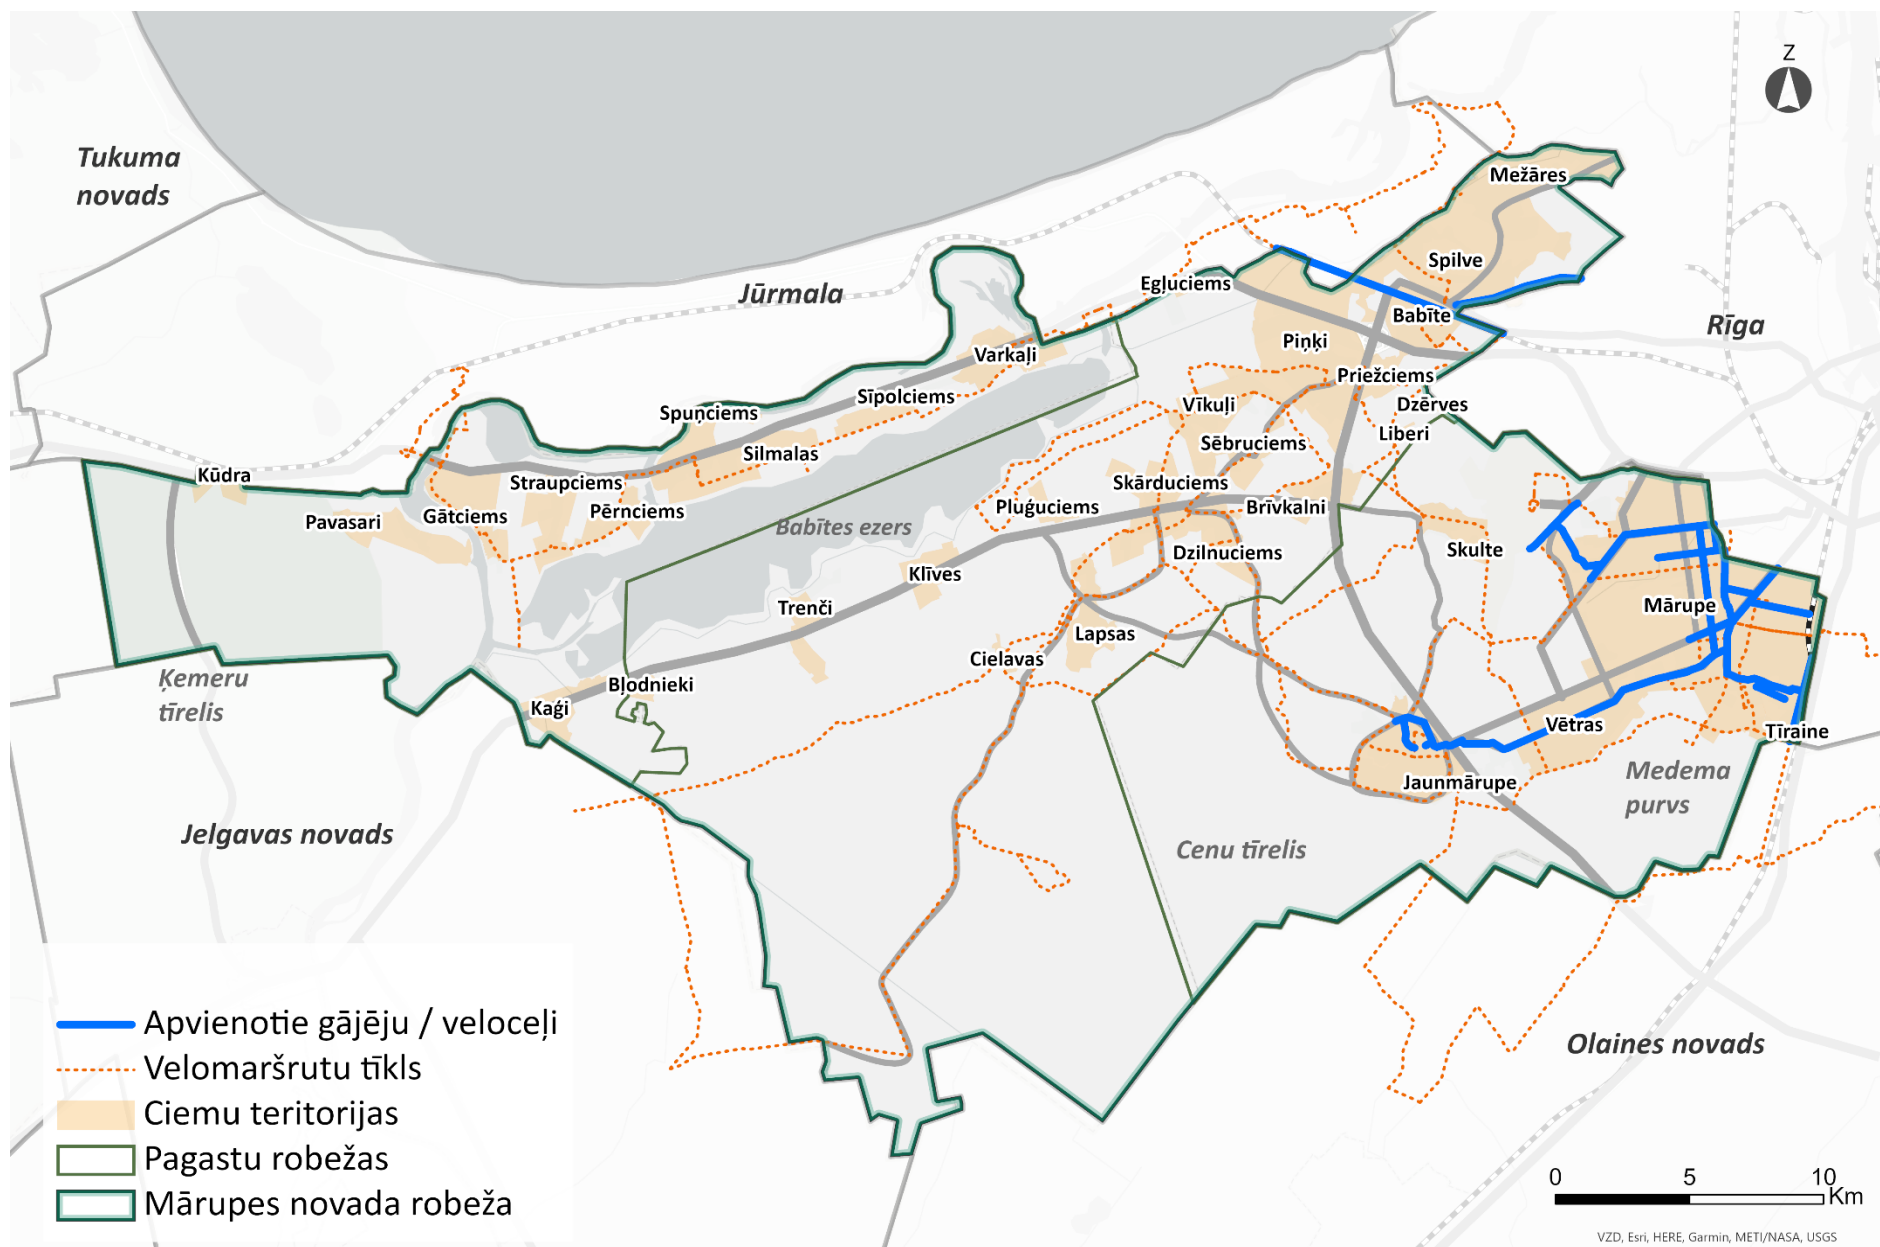 Z
Tukuma
novads
Mežāres
Spilve
Jūrmala
Egļuciems
Babīte
Rīga
Piņķi
Varkaļi
Priežciems
Sīpolciems
Vīkuļi
Dzērves
Spuņciems
Liberi
Silmalas
Sēbruciems
Kūdra
Straupciems
Skārduciems
Pērnciems
Pavasari
Gātciems
Pluģuciems
Brīvkalni
Babītes ezers
Skulte
Dzilnuciems
Klīves
Trenči
Mārupe
Lapsas
Cielavas
Ķemeru
tīrelis
Bļodnieki
Kaģi
Vētras
Tīraine
Jaunmārupe
Medema
purvs
Jelgavas novads
Cenu tīrelis
Olaines novads
Apvienotie gājēju / veloceļi
Velomaršrutu tīkls
Ciemu teritorijas
Pagastu robežas
Mārupes novada robeža
0 5 10
Km
VZD, Esri, HERE, Garmin, METI/NASA, USGS